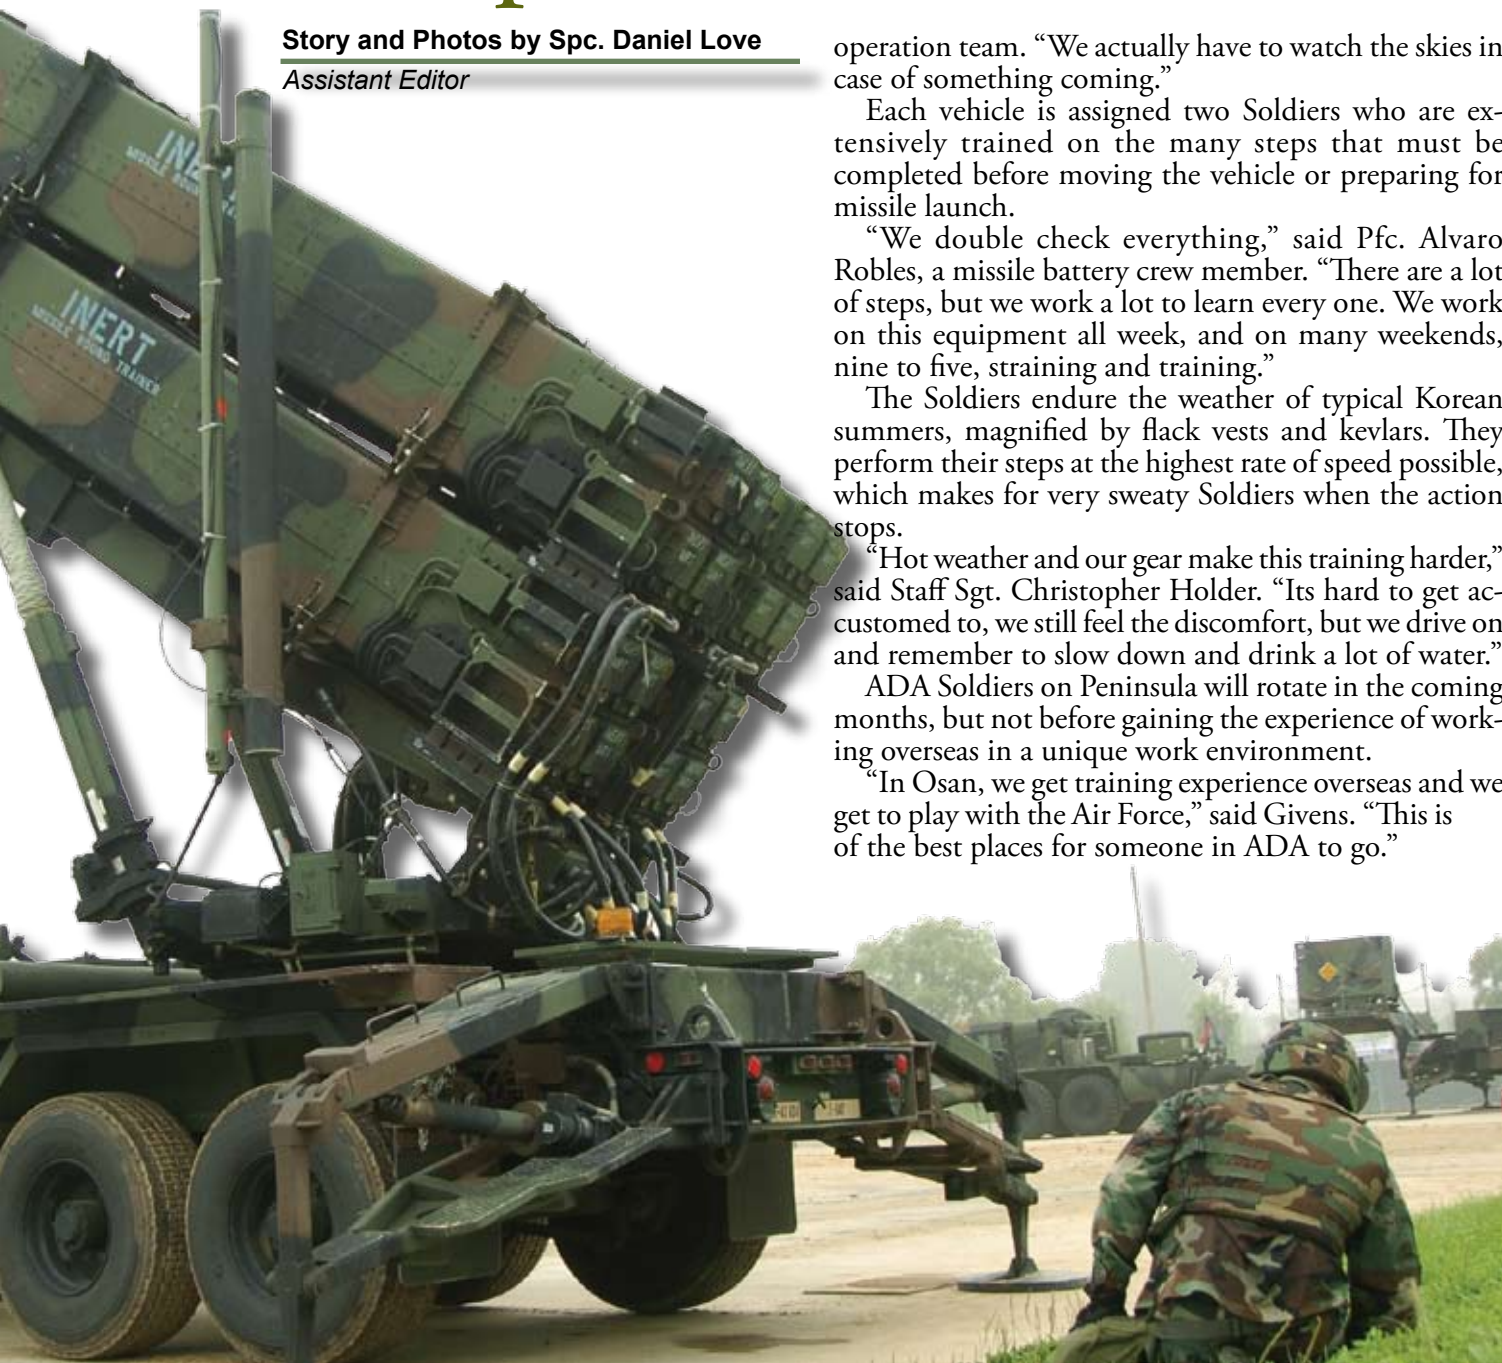 Story and Photos by Spc. Daniel Love
Assistant Editor
operation team. “We actually have to watch the skies in
case of something coming.”
Each vehicle is assigned two Soldiers who are ex-
tensively trained on the many steps that must be
completed before moving the vehicle or preparing for
missile launch.
“We double check everything,” said Pfc. Alvaro
Robles, a missile battery crew member. “There are a lot
of steps, but we work a lot to learn every one. We work
on this equipment all week, and on many weekends,
nine to five, straining and training.”
The Soldiers endure the weather of typical Korean
summers, magnified by flack vests and kevlars. They
perform their steps at the highest rate of speed possible,
which makes for very sweaty Soldiers when the action
stops.
“Hot weather and our gear make this training harder,”
said Staff Sgt. Christopher Holder. “Its hard to get ac-
customed to, we still feel the discomfort, but we drive on
and remember to slow down and drink a lot of water.”
ADA Soldiers on Peninsula will rotate in the coming
months, but not before gaining the experience of work-
ing overseas in a unique work environment.
“In Osan, we get training experience overseas and we
get to play with the Air Force,” said Givens. “This is
of the best places for someone in ADA to go.”
INERT
MISSILE ROUND TRAINER